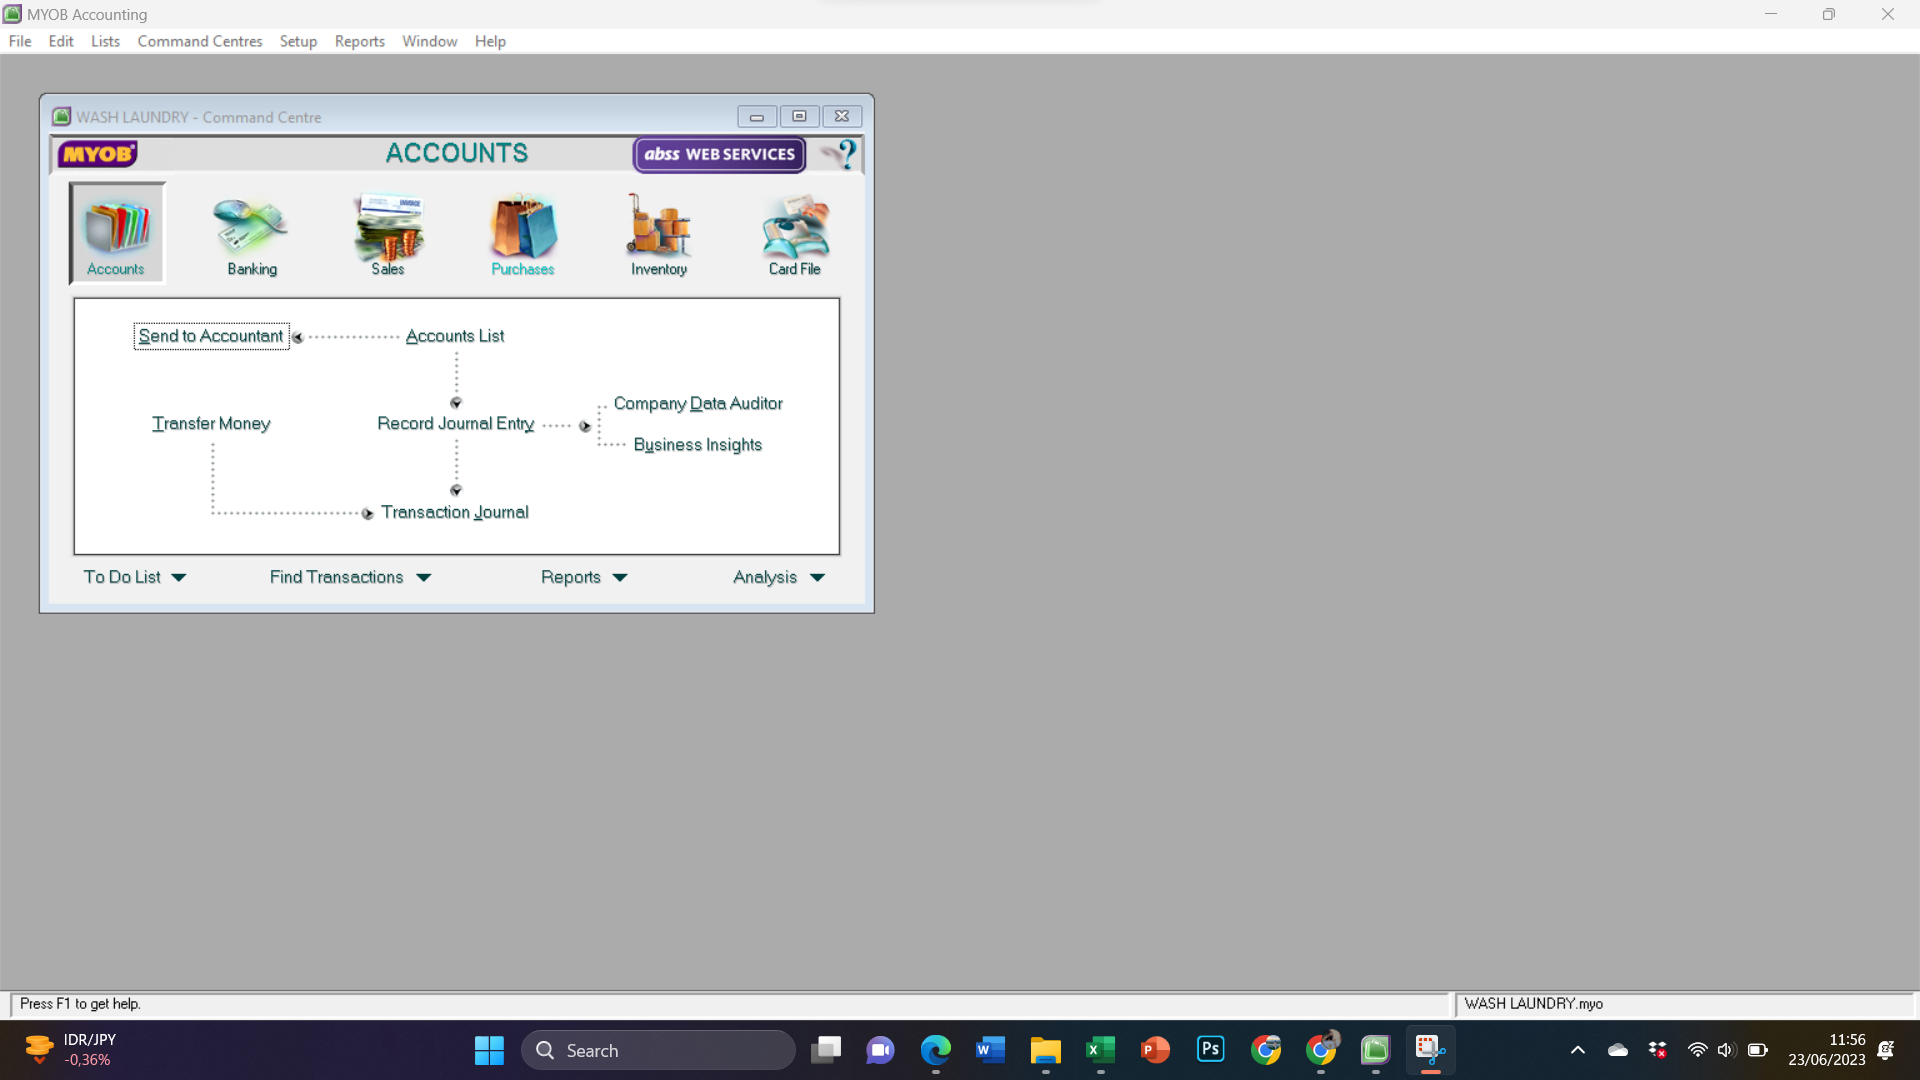 MYOB Accounting
File Edit Lists Command Centres Setup Reports Window Help
WASH LAUNDRY - Command Centre
MYOB
ACCOUNTS
abss WEB SERVICES
?
INVOICE
Accounts
Banking
Sales
Purchases
Inventory
Card File
Send to Accountant
Accounts List
Company Data Auditor
Transfer Money
Record Journal Entry
Business Insights
Transaction Journal
To Do List
Find Transactions
Reports
Analysis
Press F1 to get help.
WASH LAUNDRY.myo
IDR/JPY
-0,36%
Search
W
X
P
Ps
11:56
23/06/2023